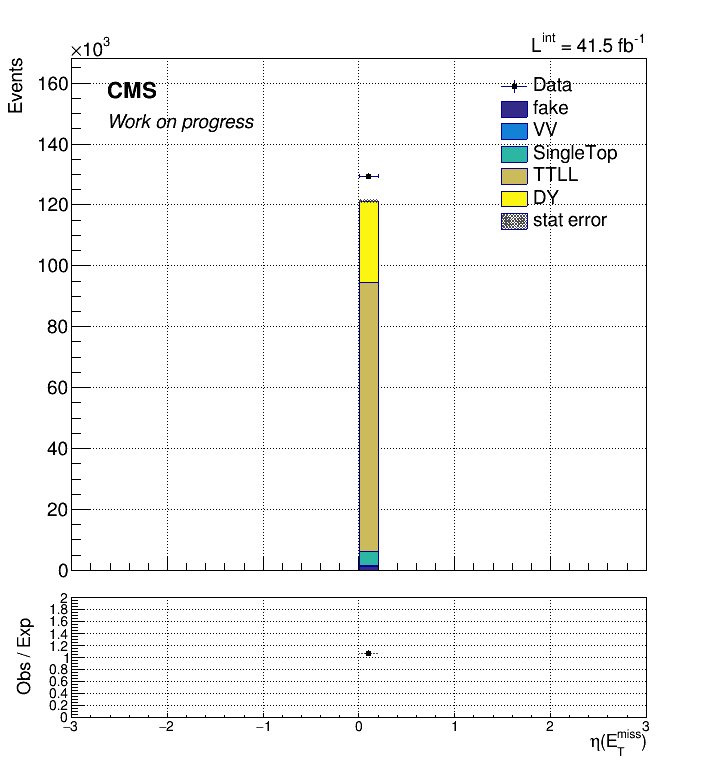 ×10³
L^int = 41.5 fb⁻¹
Events
CMS
Work on progress
Data
fake
VV
SingleTop
TTLL
DY
stat error
160
140
120
100
80
60
40
20
0
Obs / Exp
2
1.8
1.6
1.4
1.2
1
0.8
0.6
0.4
0.2
0
−3 −2 −1 0 1 2 3
η(E_T^miss)